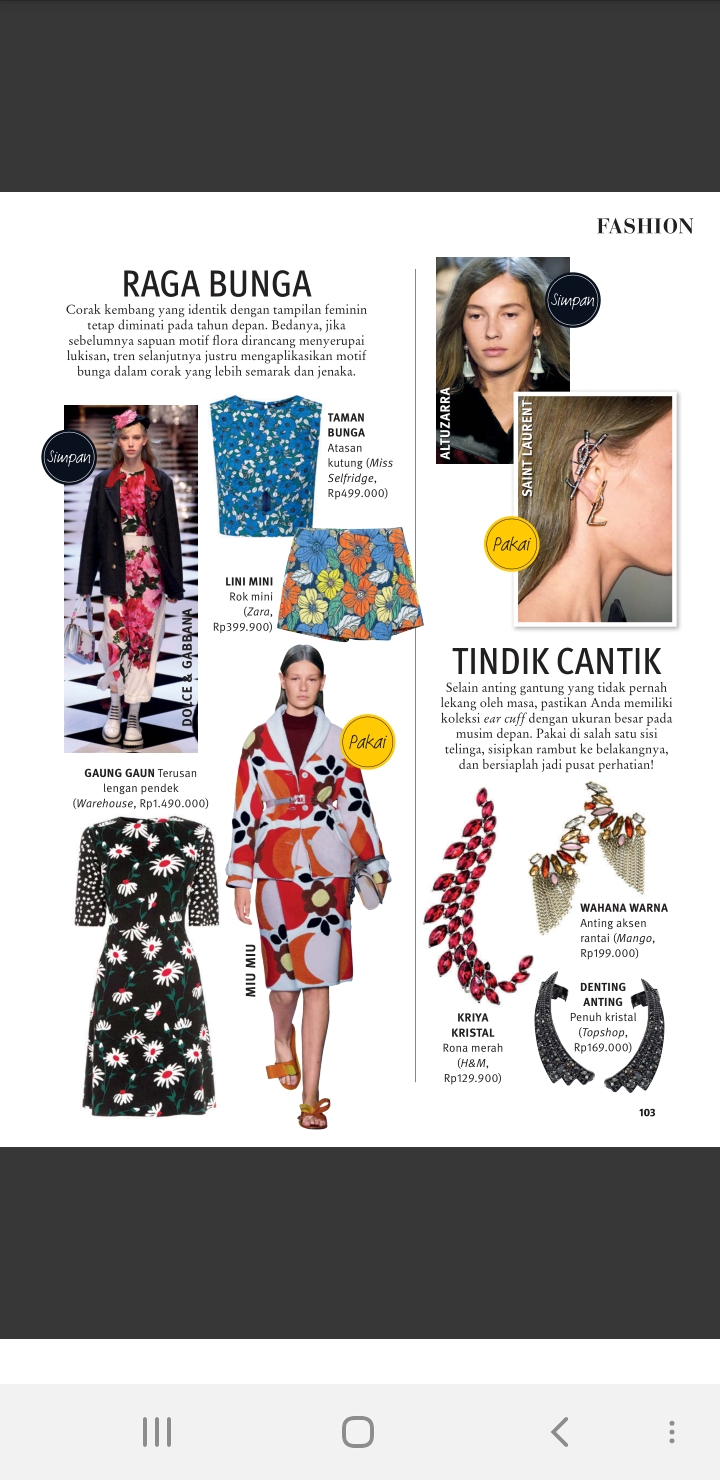 FASHION
RAGA BUNGA
Corak kembang yang identik dengan tampilan feminin
tetap diminati pada tahun depan. Bedanya, jika
sebelumnya sapuan motif flora dirancang menyerupai
lukisan, tren selanjutnya justru mengaplikasikan motif
bunga dalam corak yang lebih semarak dan jenaka.
Simpan
DOLCE & GABBANA
TAMAN
BUNGA
Atasan
kutung (Miss
Selfridge,
Rp499.000)
LINI MINI
Rok mini
(Zara,
Rp399.900)
Pakai
MIU MIU
GAUNG GAUN Terusan
lengan pendek
(Warehouse, Rp1.490.000)
Simpan
ALTUZARRA
SAINT LAURENT
Pakai
TINDIK CANTIK
Selain anting gantung yang tidak pernah
lekang oleh masa, pastikan Anda memiliki
koleksi ear cuff dengan ukuran besar pada
musim depan. Pakai di salah satu sisi
telinga, sisipkan rambut ke belakangnya,
dan bersiaplah jadi pusat perhatian!
WAHANA WARNA
Anting aksen
rantai (Mango,
Rp199.000)
KRIYA
KRISTAL
Rona merah
(H&M,
Rp129.900)
DENTING
ANTING
Penuh kristal
(Topshop,
Rp169.000)
103